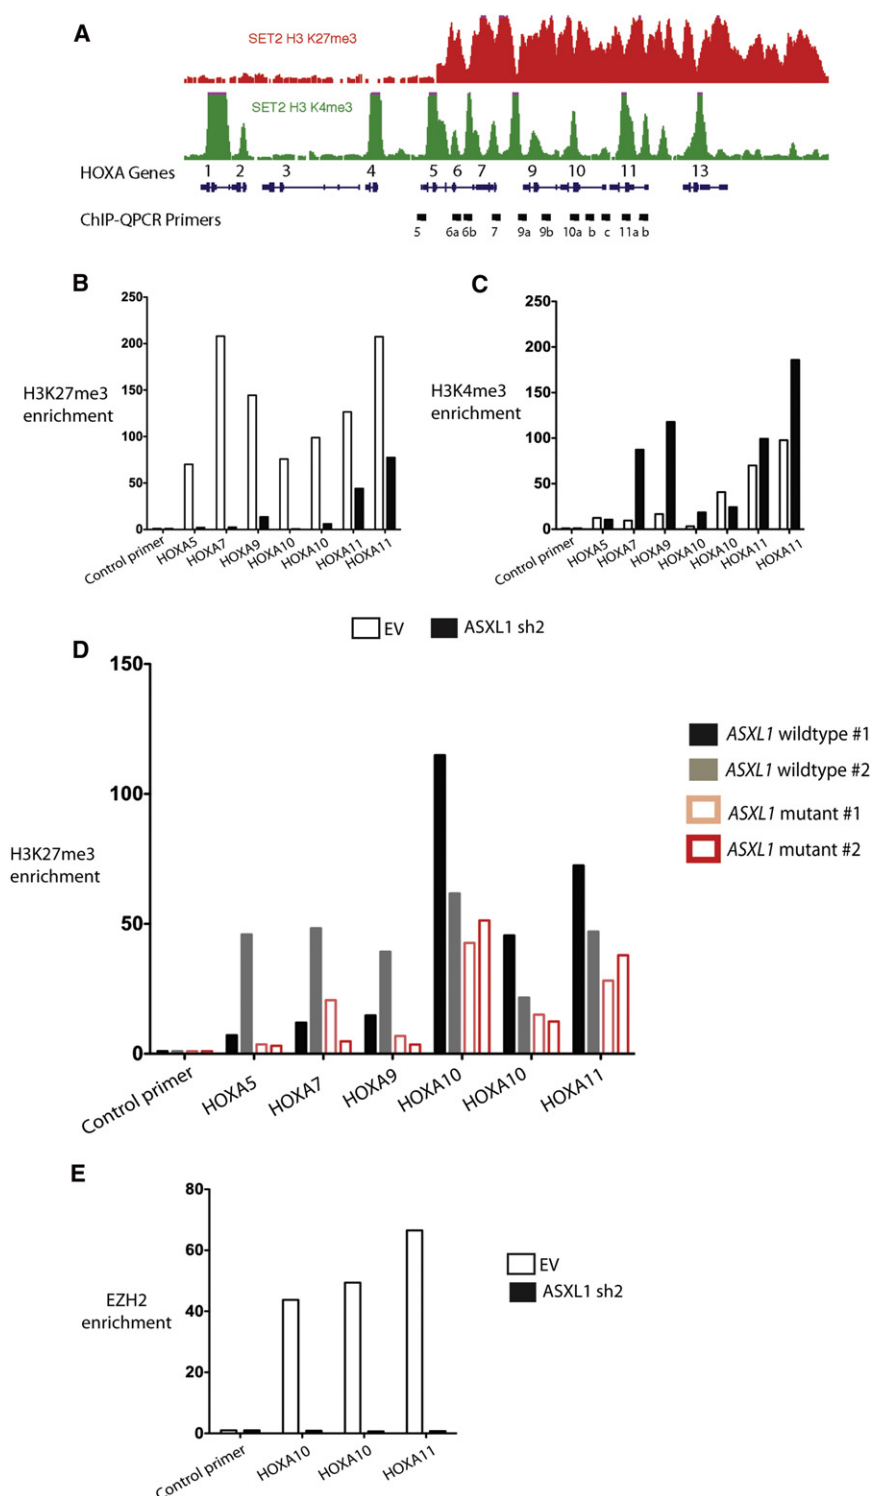 A
SET2 H3 K27me3
SET2 H3 K4me3
HOXA Genes
1 2 3 4 5 6 7 9 10 11 13
ChIP-QPCR Primers
5 6a 6b 7 9a 9b 10a b c 11a b
B
H3K27me3
enrichment
250
200
150
100
50
0
Control primer
HOXA5
HOXA7
HOXA9
HOXA10
HOXA10
HOXA11
HOXA11
C
H3K4me3
enrichment
250
200
150
100
50
0
Control primer
HOXA5
HOXA7
HOXA9
HOXA10
HOXA10
HOXA11
HOXA11
EV ASXL1 sh2
D
H3K27me3
enrichment
150
100
50
0
Control primer
HOXA5
HOXA7
HOXA9
HOXA10
HOXA10
HOXA11
ASXL1 wildtype #1
ASXL1 wildtype #2
ASXL1 mutant #1
ASXL1 mutant #2
E
EZH2
enrichment
80
60
40
20
0
Control primer
HOXA10
HOXA10
HOXA11
EV
ASXL1 sh2